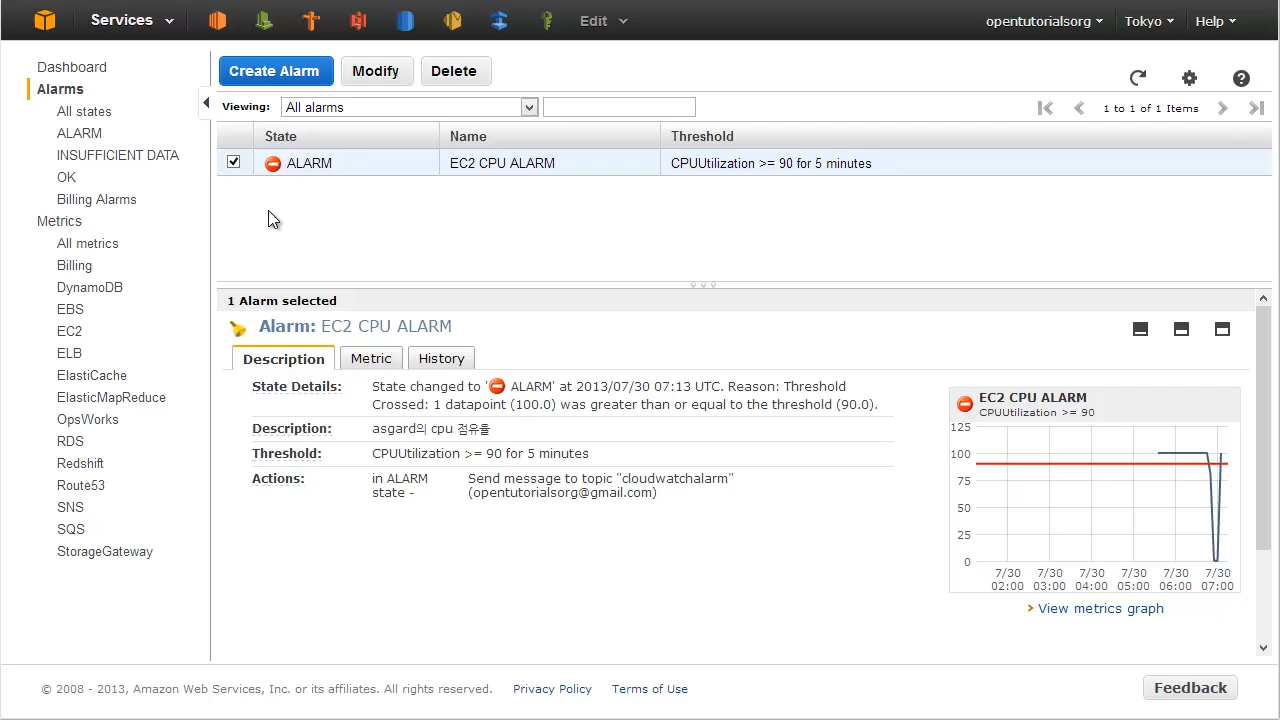 Services Edit opentutorialsorg Tokyo Help
Dashboard
Alarms
All states
ALARM
INSUFFICIENT DATA
OK
Billing Alarms
Metrics
All metrics
Billing
DynamoDB
EBS
EC2
ELB
ElastiCache
ElasticMapReduce
OpsWorks
RDS
Redshift
Route53
SNS
SQS
StorageGateway
Create Alarm Modify Delete
Viewing: All alarms 1 to 1 of 1 Items
State Name Threshold
ALARM EC2 CPU ALARM CPUUtilization >= 90 for 5 minutes
1 Alarm selected
Alarm: EC2 CPU ALARM
Description Metric History
State Details: State changed to ' ALARM' at 2013/07/30 07:13 UTC. Reason: Threshold
Crossed: 1 datapoint (100.0) was greater than or equal to the threshold (90.0).
Description: asgard의 cpu 점유율
Threshold: CPUUtilization >= 90 for 5 minutes
Actions: in ALARM Send message to topic "cloudwatchalarm"
state - (opentutorialsorg@gmail.com)
EC2 CPU ALARM
CPUUtilization >= 90
125
100
75
50
25
0
7/30 7/30 7/30 7/30 7/30 7/30
02:00 03:00 04:00 05:00 06:00 07:00
View metrics graph
© 2008 - 2013, Amazon Web Services, Inc. or its affiliates. All rights reserved. Privacy Policy Terms of Use Feedback